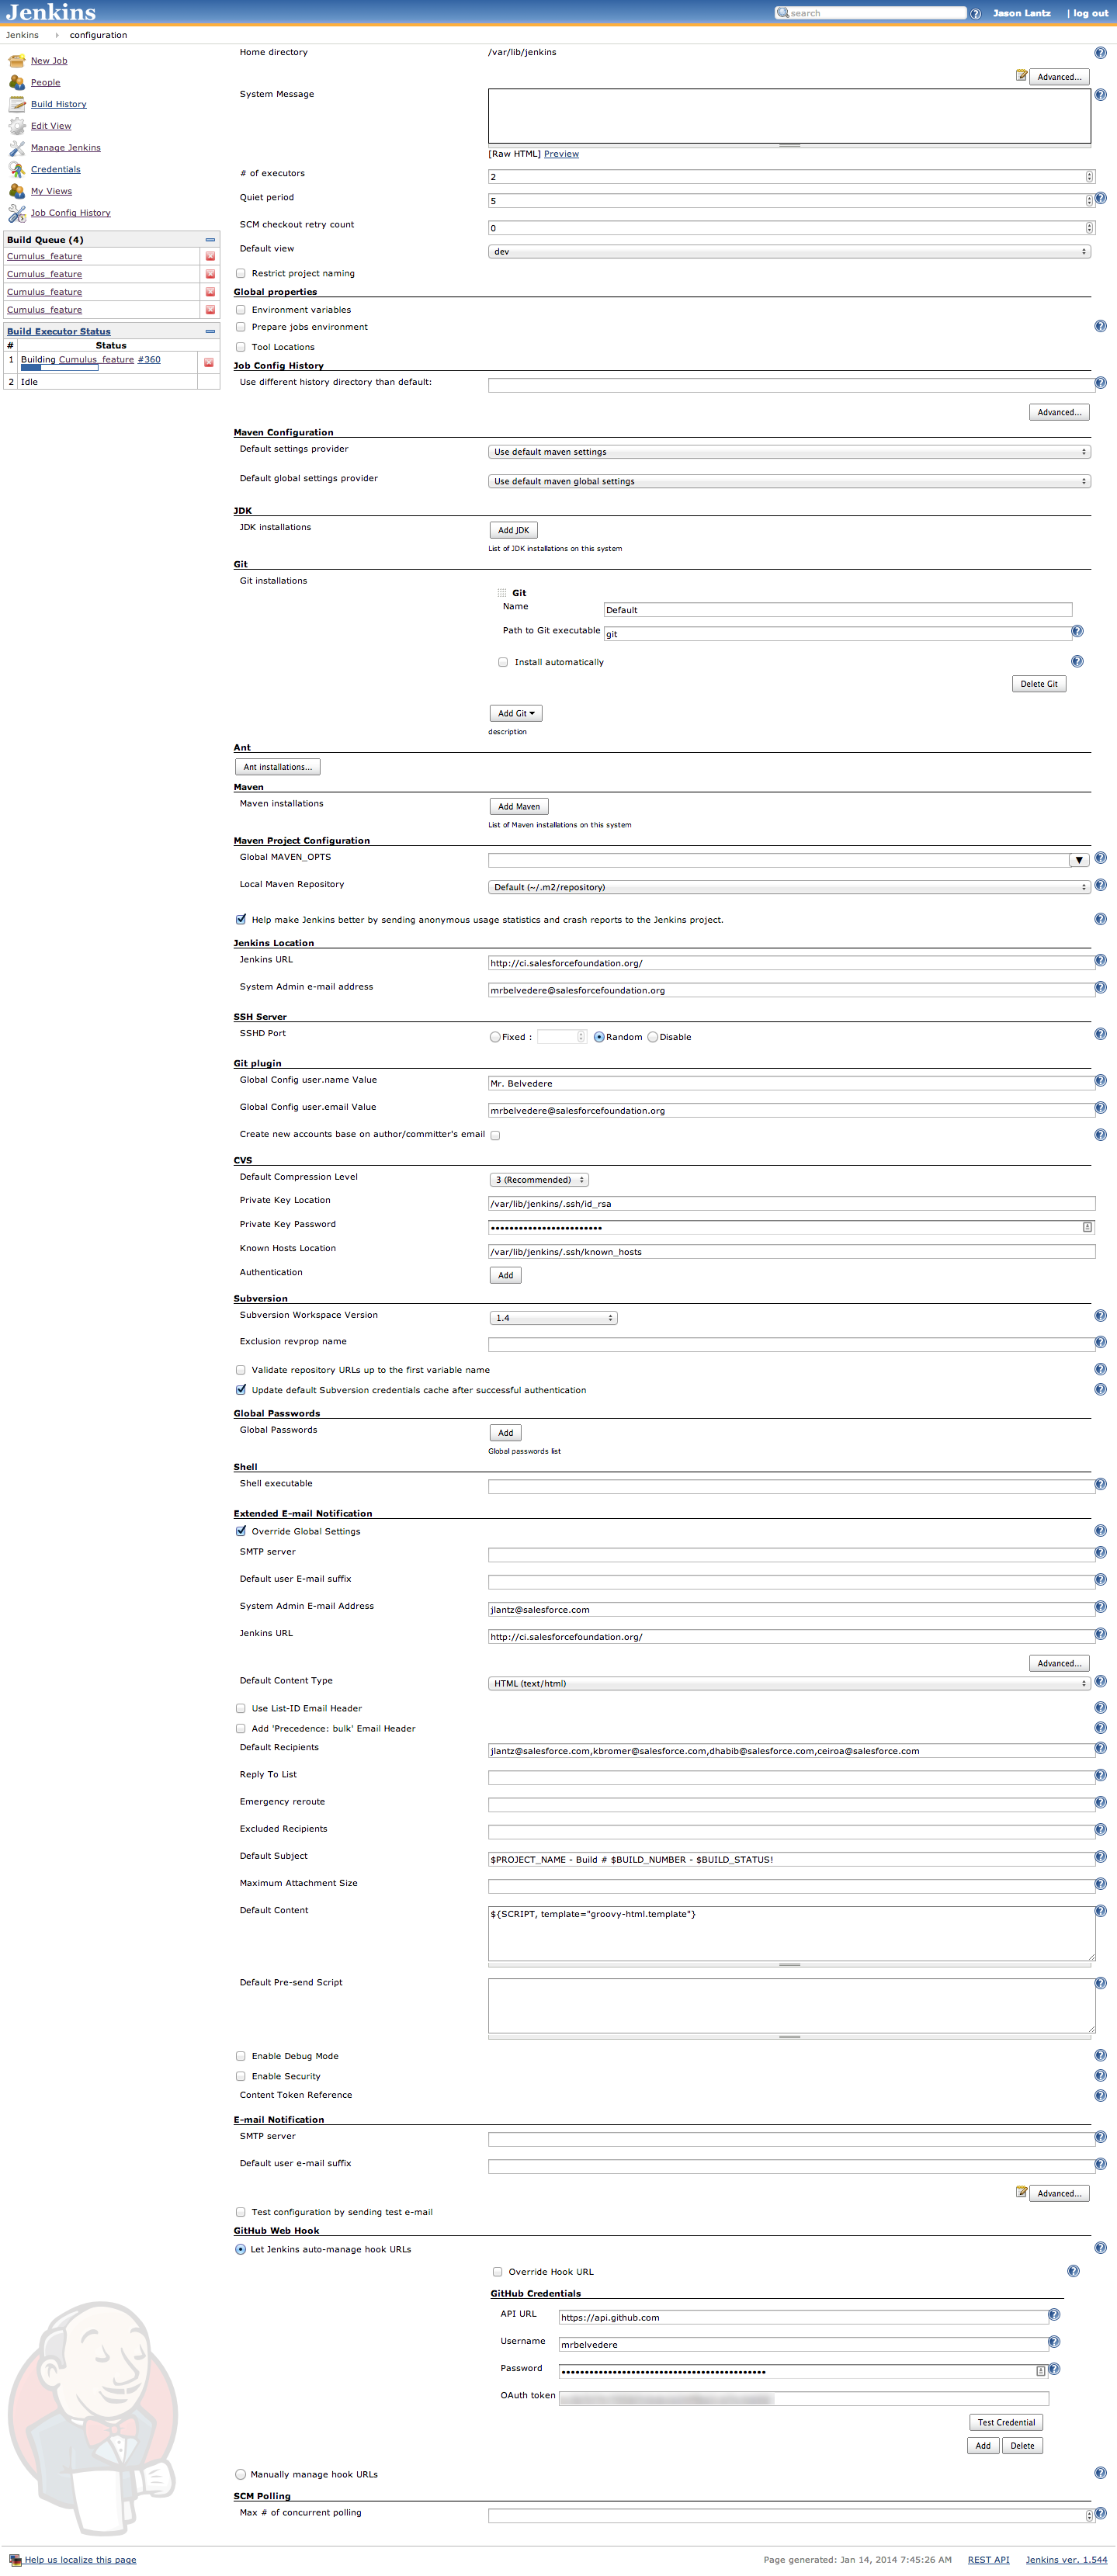 Jenkins
search
Jason Lantz
| log out
Jenkins
configuration
New Job
People
Build History
Edit View
Manage Jenkins
Credentials
My Views
Job Config History
Build Queue (4)
Cumulus_feature
Cumulus_feature
Cumulus_feature
Cumulus_feature
Build Executor Status
# Status
1 Building Cumulus_feature #360
2 Idle
Home directory /var/lib/jenkins
Advanced...
System Message
[Raw HTML] Preview
# of executors 2
Quiet period 5
SCM checkout retry count 0
Default view dev
Restrict project naming
Global properties
Environment variables
Prepare jobs environment
Tool Locations
Job Config History
Use different history directory than default:
Advanced...
Maven Configuration
Default settings provider Use default maven settings
Default global settings provider Use default maven global settings
JDK
JDK installations Add JDK
List of JDK installations on this system
Git
Git installations
Git
Name Default
Path to Git executable git
Install automatically
Delete Git
Add Git
description
Ant
Ant installations...
Maven
Maven installations Add Maven
List of Maven installations on this system
Maven Project Configuration
Global MAVEN_OPTS
Local Maven Repository Default (~/.m2/repository)
Help make Jenkins better by sending anonymous usage statistics and crash reports to the Jenkins project.
Jenkins Location
Jenkins URL http://ci.salesforcefoundation.org/
System Admin e-mail address mrbelvedere@salesforcefoundation.org
SSH Server
SSHD Port Fixed : Random Disable
Git plugin
Global Config user.name Value Mr. Belvedere
Global Config user.email Value mrbelvedere@salesforcefoundation.org
Create new accounts base on author/committer's email
CVS
Default Compression Level 3 (Recommended)
Private Key Location /var/lib/jenkins/.ssh/id_rsa
Private Key Password
Known Hosts Location /var/lib/jenkins/.ssh/known_hosts
Authentication Add
Subversion
Subversion Workspace Version 1.4
Exclusion revprop name
Validate repository URLs up to the first variable name
Update default Subversion credentials cache after successful authentication
Global Passwords
Global Passwords Add
Global passwords list
Shell
Shell executable
Extended E-mail Notification
Override Global Settings
SMTP server
Default user E-mail suffix
System Admin E-mail Address jlantz@salesforce.com
Jenkins URL http://ci.salesforcefoundation.org/
Advanced...
Default Content Type HTML (text/html)
Use List-ID Email Header
Add 'Precedence: bulk' Email Header
Default Recipients jlantz@salesforce.com,kbromer@salesforce.com,dhabib@salesforce.com,ceiroa@salesforce.com
Reply To List
Emergency reroute
Excluded Recipients
Default Subject $PROJECT_NAME - Build # $BUILD_NUMBER - $BUILD_STATUS!
Maximum Attachment Size
Default Content ${SCRIPT, template="groovy-html.template"}
Default Pre-send Script
Enable Debug Mode
Enable Security
Content Token Reference
E-mail Notification
SMTP server
Default user e-mail suffix
Advanced...
Test configuration by sending test e-mail
GitHub Web Hook
Let Jenkins auto-manage hook URLs
Override Hook URL
GitHub Credentials
API URL https://api.github.com
Username mrbelvedere
Password
OAuth token
Test Credential
Add Delete
Manually manage hook URLs
SCM Polling
Max # of concurrent polling
Help us localize this page
Page generated: Jan 14, 2014 7:45:26 AM REST API Jenkins ver. 1.544